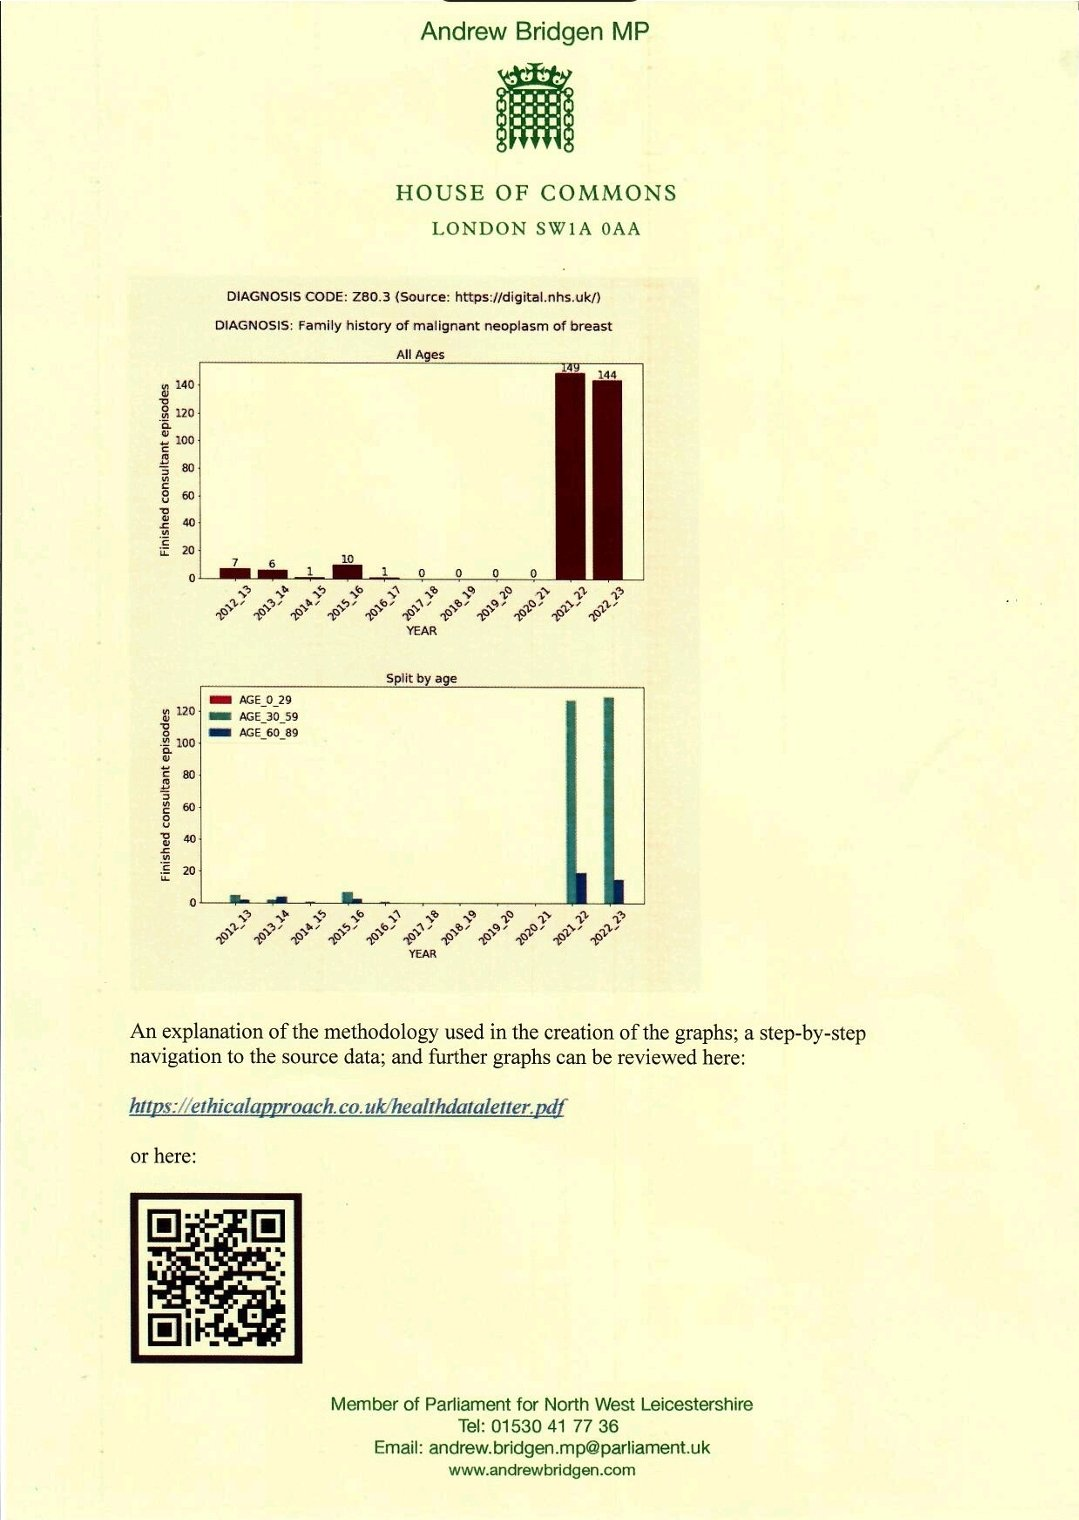 Andrew Bridgen MP
HOUSE OF COMMONS
LONDON SW1A 0AA
DIAGNOSIS CODE: Z80.3 (Source: https://digital.nhs.uk/)
DIAGNOSIS: Family history of malignant neoplasm of breast
All Ages
Finished consultant episodes
140
120
100
80
60
40
20
0
7 6 1 10 1 0 0 0 0 149 144
2012_13 2013_14 2014_15 2015_16 2016_17 2017_18 2018_19 2019_20 2020_21 2021_22 2022_23
YEAR
Split by age
AGE_0_29
AGE_30_59
AGE_60_89
Finished consultant episodes
120
100
80
60
40
20
0
2012_13 2013_14 2014_15 2015_16 2016_17 2017_18 2018_19 2019_20 2020_21 2021_22 2022_23
YEAR
An explanation of the methodology used in the creation of the graphs; a step-by-step
navigation to the source data; and further graphs can be reviewed here:
https://ethicalapproach.co.uk/healthdataletter.pdf
or here:
Member of Parliament for North West Leicestershire
Tel: 01530 41 77 36
Email: andrew.bridgen.mp@parliament.uk
www.andrewbridgen.com